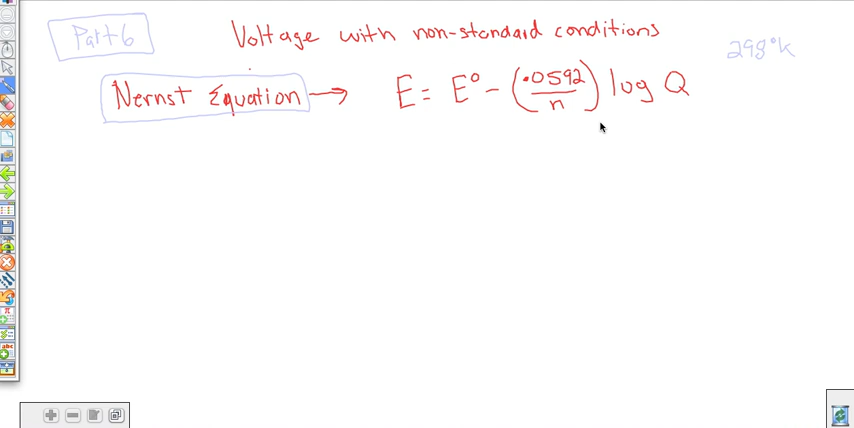 Part 6
Voltage with non-standard conditions
298°K
Nernst Equation → E = E° - (.0592/n) log Q